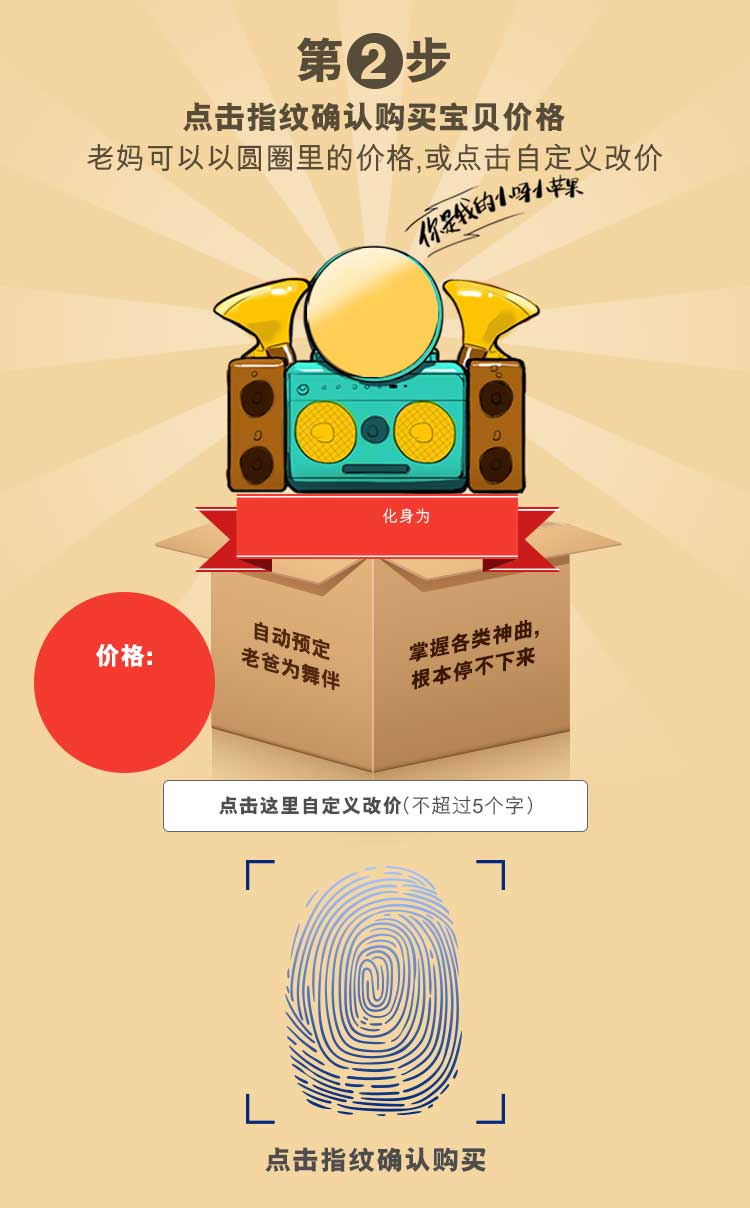 第2步
点击指纹确认购买宝贝价格
老妈可以以圆圈里的价格,或点击自定义改价
你是我的小呀小苹果
化身为
价格:
自动预定
老爸为舞伴
掌握各类神曲,
根本停不下来
点击这里自定义改价(不超过5个字)
点击指纹确认购买